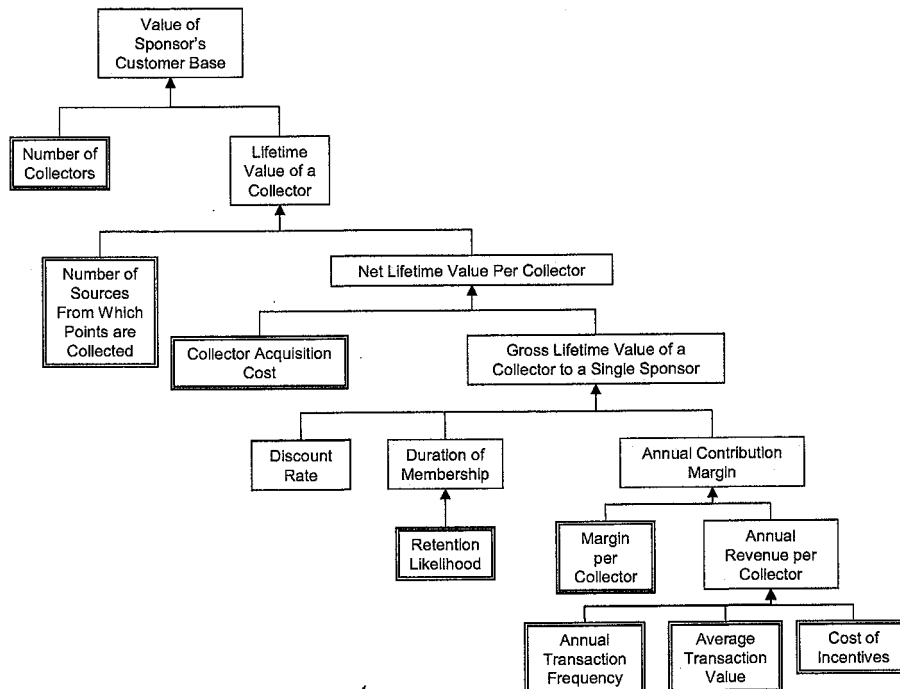 Value of
Sponsor's
Customer Base
Number of
Collectors
Lifetime
Value of a
Collector
Number of
Sources
From Which
Points are
Collected
Net Lifetime Value Per Collector
Collector Acquisition
Cost
Gross Lifetime Value of a
Collector to a Single Sponsor
Discount
Rate
Duration of
Membership
Annual Contribution
Margin
Retention
Likelihood
Margin
per
Collector
Annual
Revenue per
Collector
Annual
Transaction
Frequency
Average
Transaction
Value
Cost of
Incentives